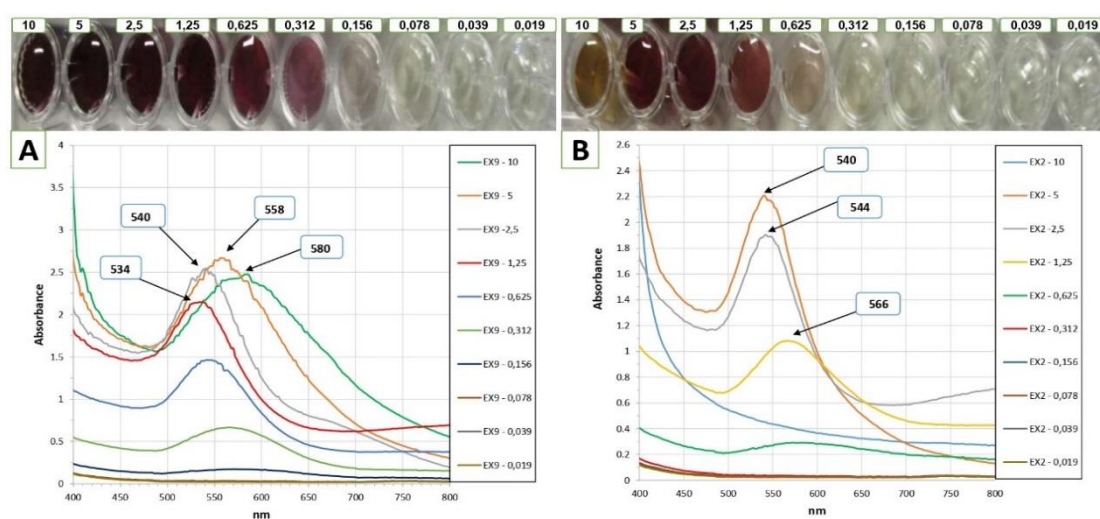 10 5 2,5 1,25 0,625 0,312 0,156 0,078 0,039 0,019
A
Absorbance
4
3.5
3
2.5
2
1.5
1
0.5
0
400 450 500 550 600 650 700 750 800
nm
534
540
558
580
EX9 - 10
EX9 - 5
EX9 - 2,5
EX9 - 1,25
EX9 - 0,625
EX9 - 0,312
EX9 - 0,156
EX9 - 0,078
EX9 - 0,039
EX9 - 0,019
10 5 2,5 1,25 0,625 0,312 0,156 0,078 0,039 0,019
B
Absorbance
2.6
2.4
2.2
2
1.8
1.6
1.4
1.2
1
0.8
0.6
0.4
0.2
0
400 450 500 550 600 650 700 750 800
nm
540
544
566
EX2 - 10
EX2 - 5
EX2 - 2,5
EX2 - 1,25
EX2 - 0,625
EX2 - 0,312
EX2 - 0,156
EX2 - 0,078
EX2 - 0,039
EX2 - 0,019